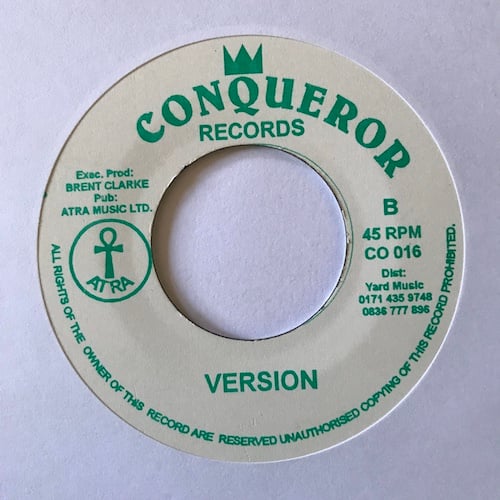 CONQUEROR
RECORDS
Exec. Prod:
BRENT CLARKE
Pub:
ATRA MUSIC LTD.
ATRA
B
45 RPM
CO 016
Dist:
Yard Music
0171 435 9748
0836 777 896
VERSION
ALL RIGHTS OF THE OWNER OF THIS RECORD ARE RESERVED UNAUTHORISED COPYING OF THIS RECORD PROHIBITED.